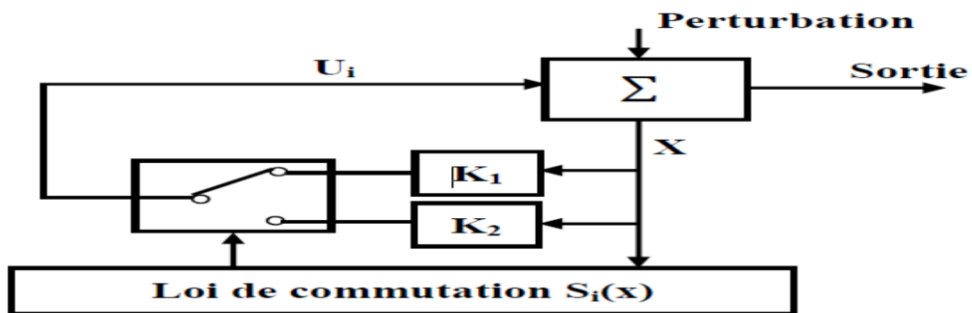 Perturbation
Uᵢ
Σ
Sortie
X
K₁
K₂
Loi de commutation Sᵢ(x)